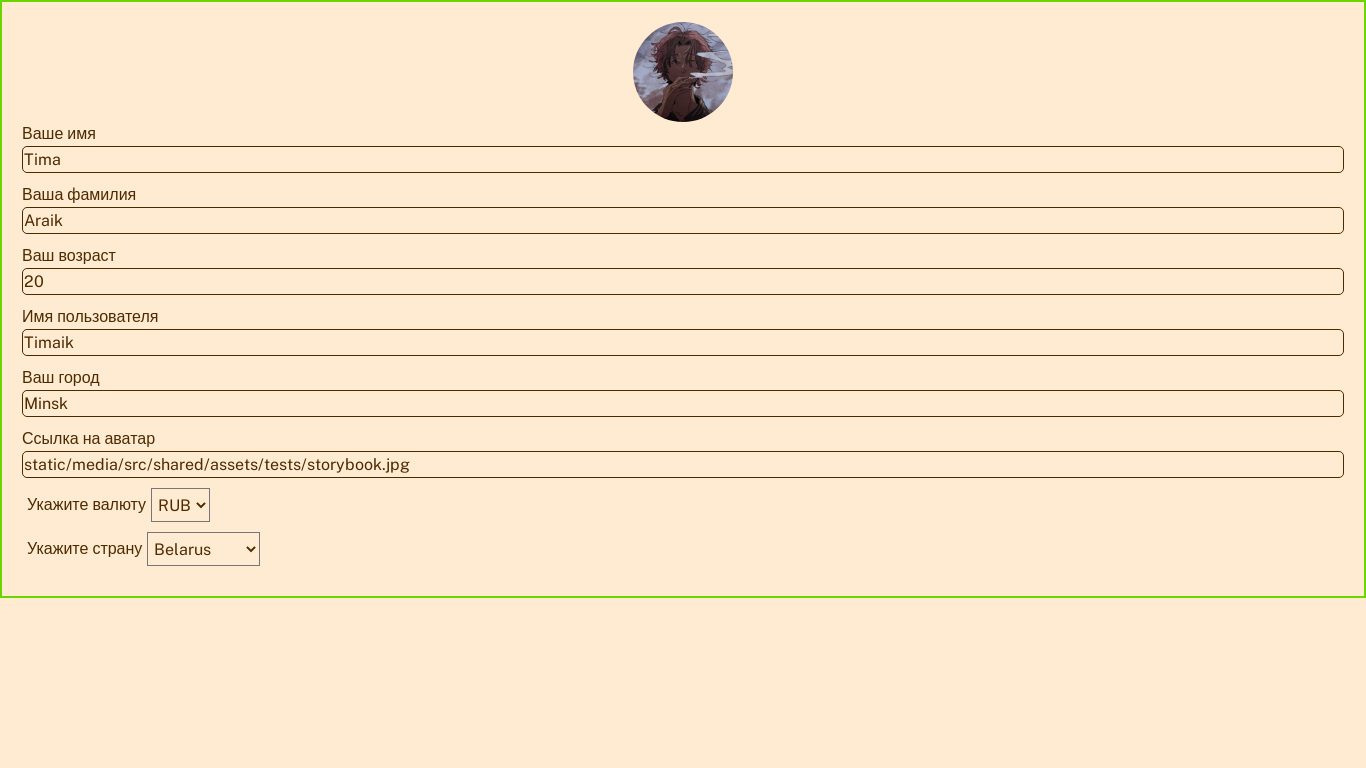 Ваше имя
Tima
Ваша фамилия
Araik
Ваш возраст
20
Имя пользователя
Timaik
Ваш город
Minsk
Ссылка на аватар
static/media/src/shared/assets/tests/storybook.jpg
Укажите валюту RUB
Укажите страну Belarus